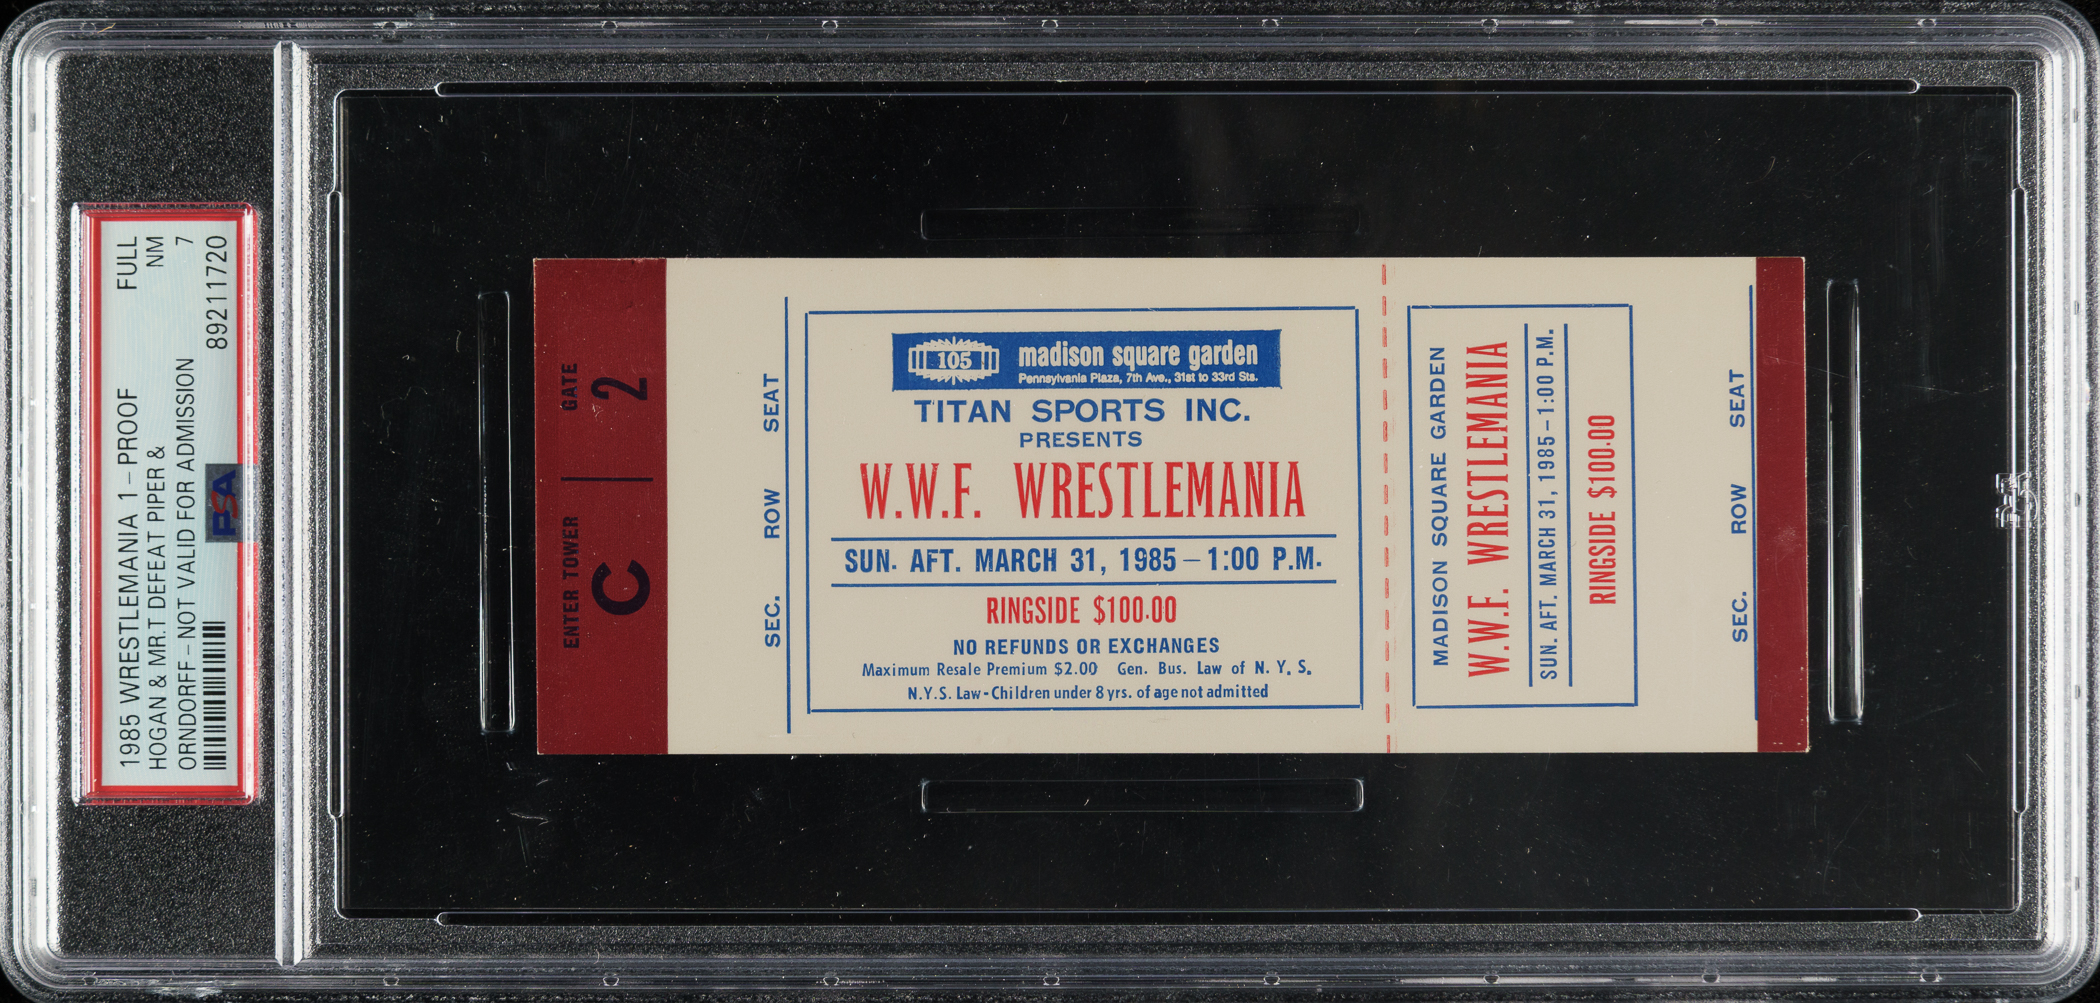 1985 WRESTLEMANIA 1-PROOF FULL
HOGAN & MR.T DEFEAT PIPER & NM
ORNDORFF-NOT VALID FOR ADMISSION 7
89211720
PSA
ENTER TOWER GATE
C 2
SEC. ROW SEAT
105 madison square garden
Pennsylvania Plaza, 7th Ave., 31st to 33rd Sts.
TITAN SPORTS INC.
PRESENTS
W.W.F. WRESTLEMANIA
SUN. AFT. MARCH 31, 1985–1:00 P.M.
RINGSIDE $100.00
NO REFUNDS OR EXCHANGES
Maximum Resale Premium $2.00 Gen. Bus. Law of N. Y. S.
N.Y.S. Law-Children under 8 yrs. of age not admitted
MADISON SQUARE GARDEN
W.W.F. WRESTLEMANIA
SUN. AFT. MARCH 31, 1985–1:00 P.M.
RINGSIDE $100.00
SEC. ROW SEAT
PSA